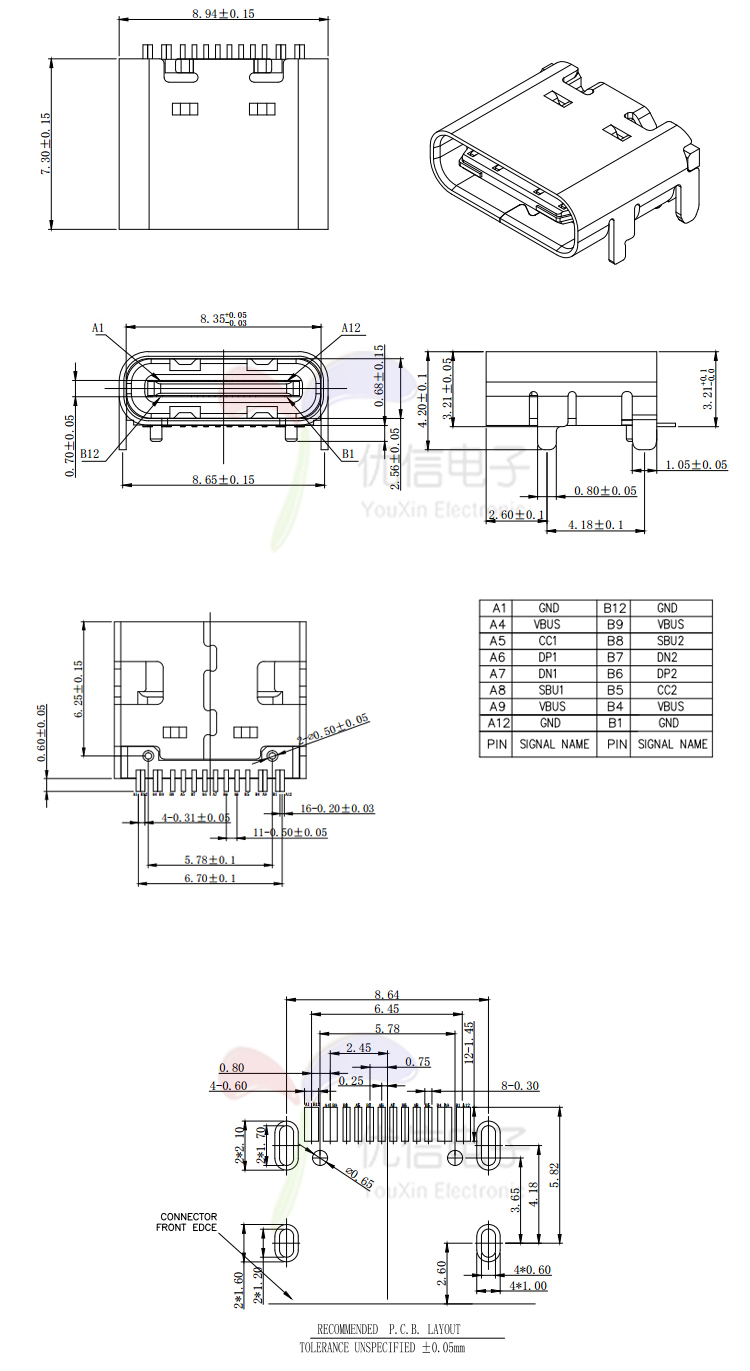 8.94±0.15
7.30±0.15
8.35+0.05-0.03
A1
A12
B12
B1
0.70±0.05
8.65±0.15
0.68±0.15
2.56±0.05
4.20±0.1
3.21±0.05
3.21+0.1-0.0
1.05±0.05
0.80±0.05
2.60±0.1
4.18±0.1
优信电子
YouXin Electronic
6.25±0.15
0.60±0.05
2-⌀0.50±0.05
16-0.20±0.03
4-0.31±0.05
11-0.50±0.05
5.78±0.1
6.70±0.1
A1 GND B12 GND
A4 VBUS B9 VBUS
A5 CC1 B8 SBU2
A6 DP1 B7 DN2
A7 DN1 B6 DP2
A8 SBU1 B5 CC2
A9 VBUS B4 VBUS
A12 GND B1 GND
PIN SIGNAL NAME PIN SIGNAL NAME
8.64
6.45
5.78
12-1.45
2.45
0.80
0.75
4-0.60
0.25
8-0.30
2*2.10
2*1.70
⌀0.65
优信电子
YouXin Electronic
3.65
4.18
5.82
CONNECTOR
FRONT EDGE
2*1.60
2*1.20
2.60
4*0.60
4*1.00
RECOMMENDED P.C.B. LAYOUT
TOLERANCE UNSPECIFIED ±0.05mm